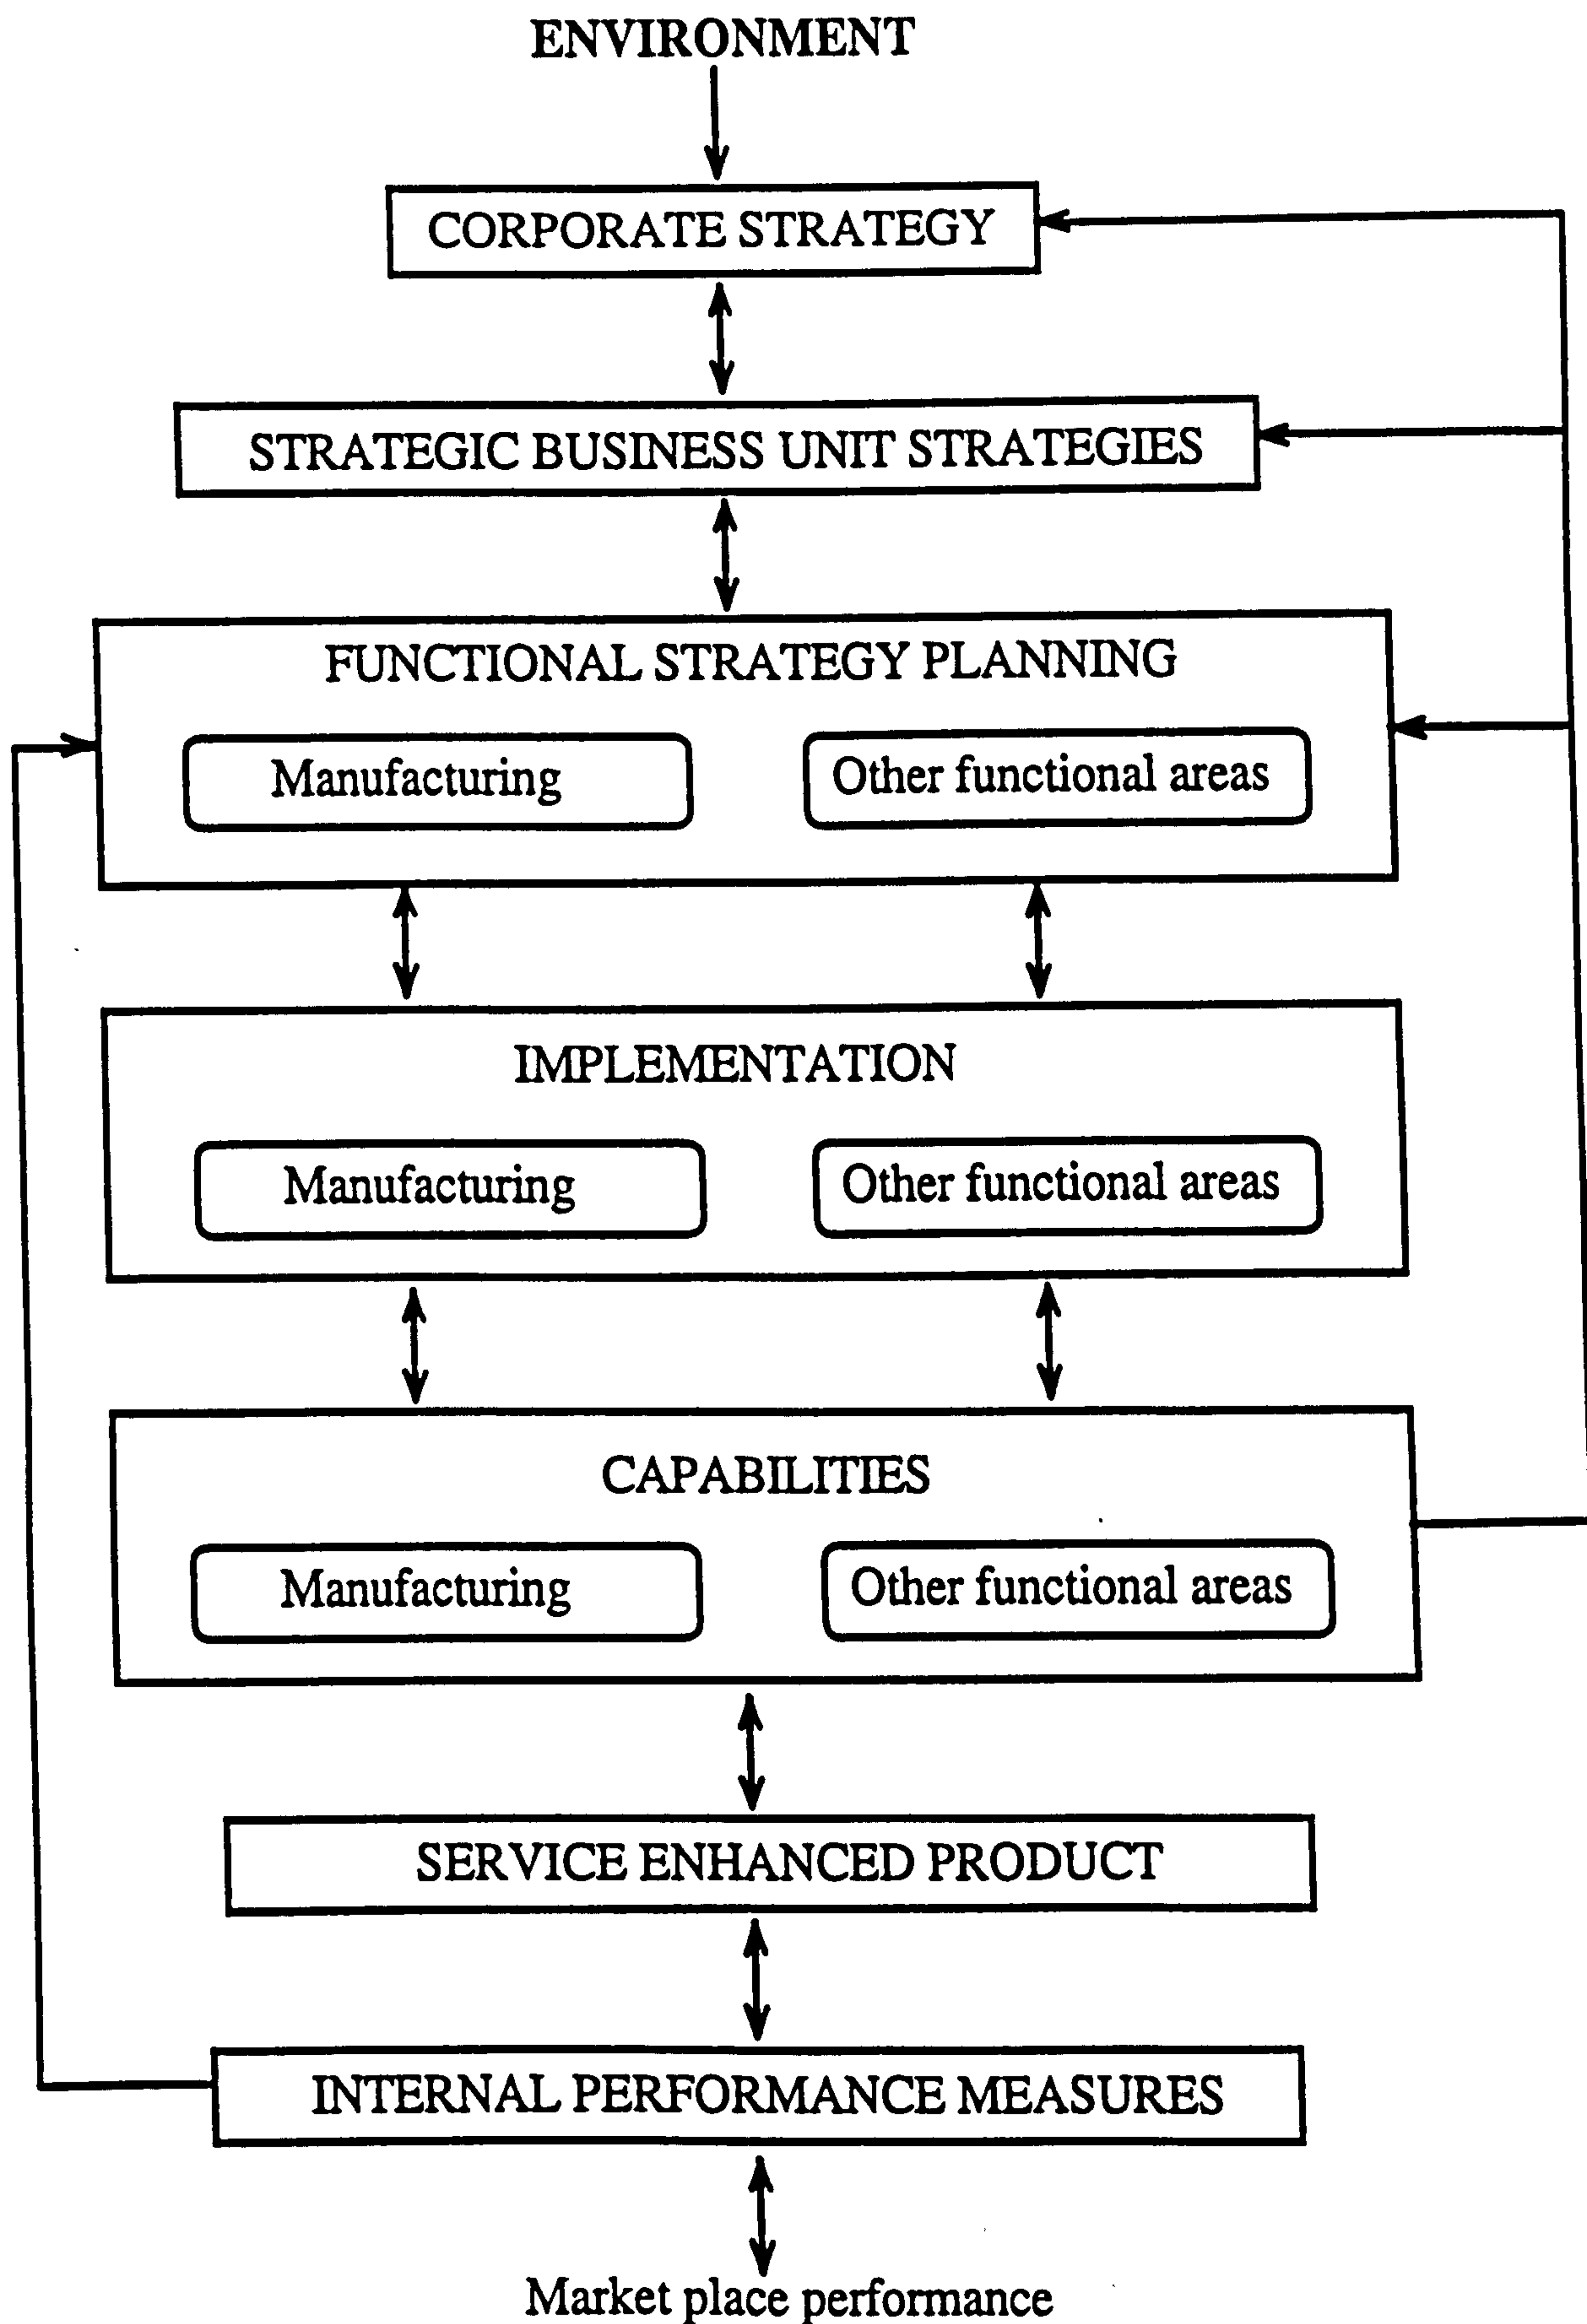 ENVIRONMENT
CORPORATE STRATEGY
STRATEGIC BUSINESS UNIT STRATEGIES
FUNCTIONAL STRATEGY PLANNING
Manufacturing
Other functional areas
IMPLEMENTATION
Manufacturing
Other functional areas
CAPABILITIES
Manufacturing
Other functional areas
SERVICE ENHANCED PRODUCT
INTERNAL PERFORMANCE MEASURES
Market place performance